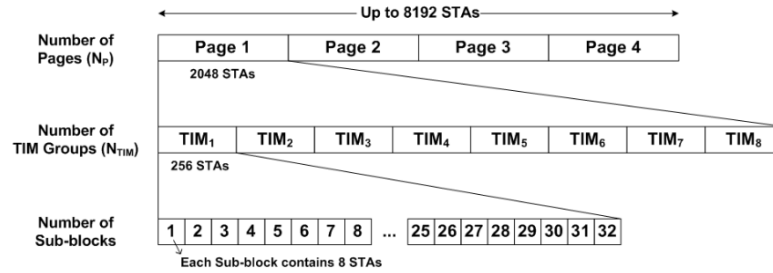 Up to 8192 STAs
Number of
Pages (NP)
Page 1 Page 2 Page 3 Page 4
2048 STAs
Number of
TIM Groups (NTIM)
TIM1 TIM2 TIM3 TIM4 TIM5 TIM6 TIM7 TIM8
256 STAs
Number of
Sub-blocks
1 2 3 4 5 6 7 8 ... 25 26 27 28 29 30 31 32
Each Sub-block contains 8 STAs